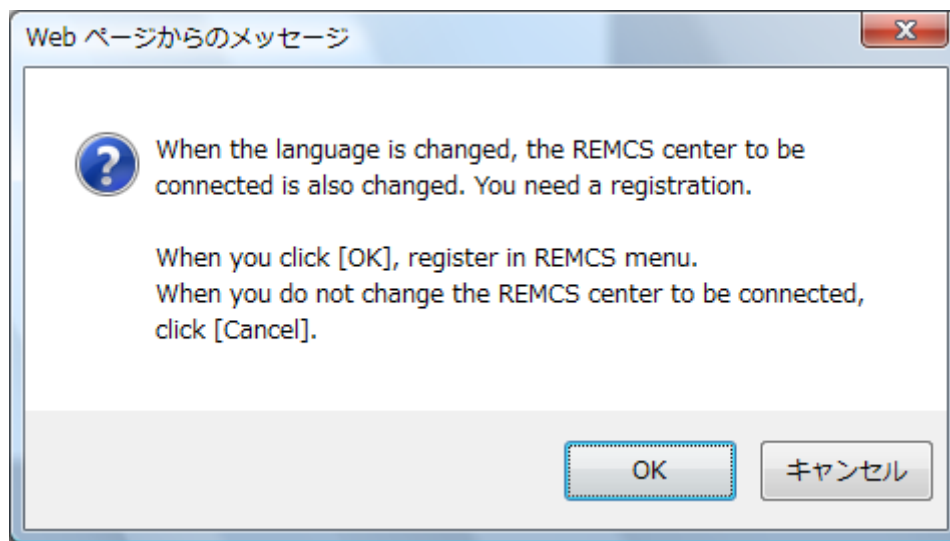 Web ページからのメッセージ
When the language is changed, the REMCS center to be
connected is also changed. You need a registration.
When you click [OK], register in REMCS menu.
When you do not change the REMCS center to be connected,
click [Cancel].
OK
キャンセル